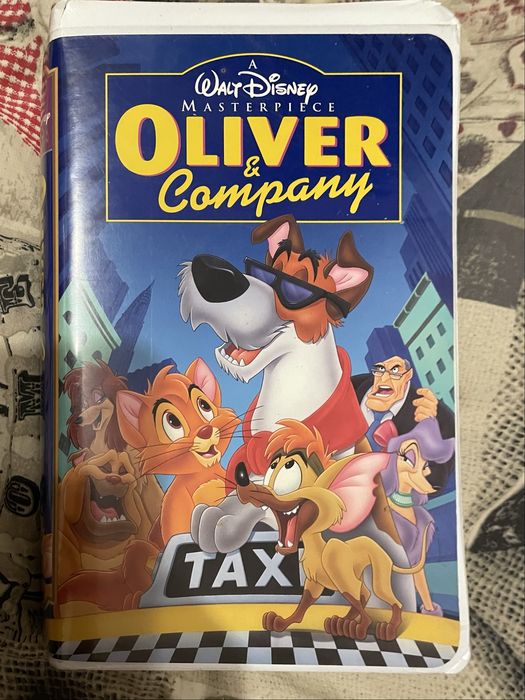 A
WALT DISNEY
MASTERPIECE
OLIVER
&
Company
TAXI